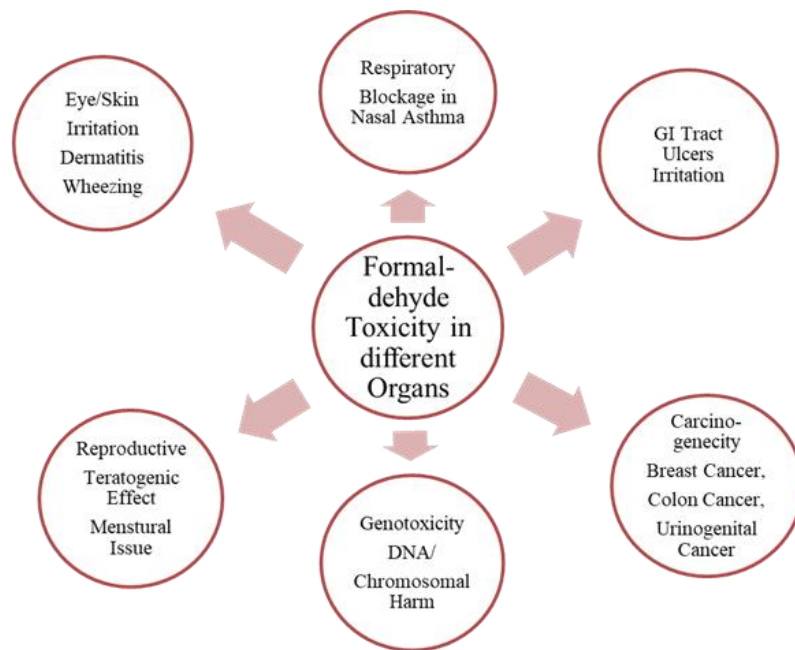 Respiratory
Blockage in
Nasal Asthma
Eye/Skin
Irritation
Dermatitis
Wheezing
GI Tract
Ulcers
Irritation
Formal-
dehyde
Toxicity in
different
Organs
Reproductive
Teratogenic
Effect
Menstural
Issue
Genotoxicity
DNA/
Chromosomal
Harm
Carcino-
genecity
Breast Cancer,
Colon Cancer,
Urinogenital
Cancer